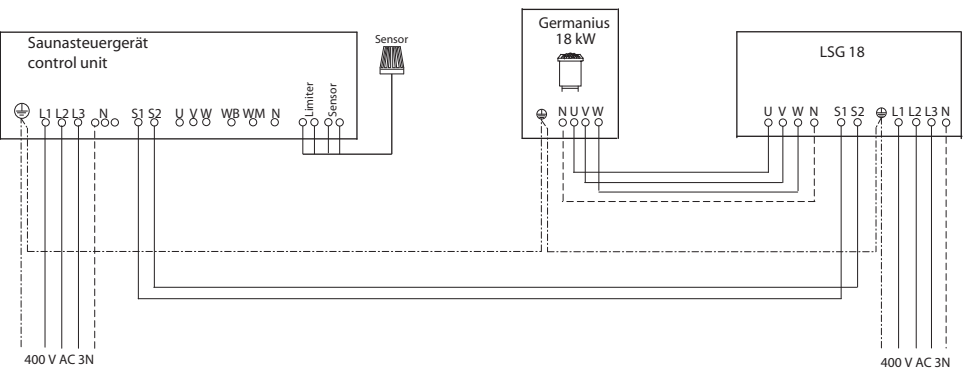 Saunasteuergerät
control unit
Sensor
Germanius
18 kW
LSG 18
L1 L2 L3 N S1 S2 U V W WB WM N Limiter Sensor
N U V W
U V W N S1 S2 L1 L2 L3 N
400 V AC 3N
400 V AC 3N